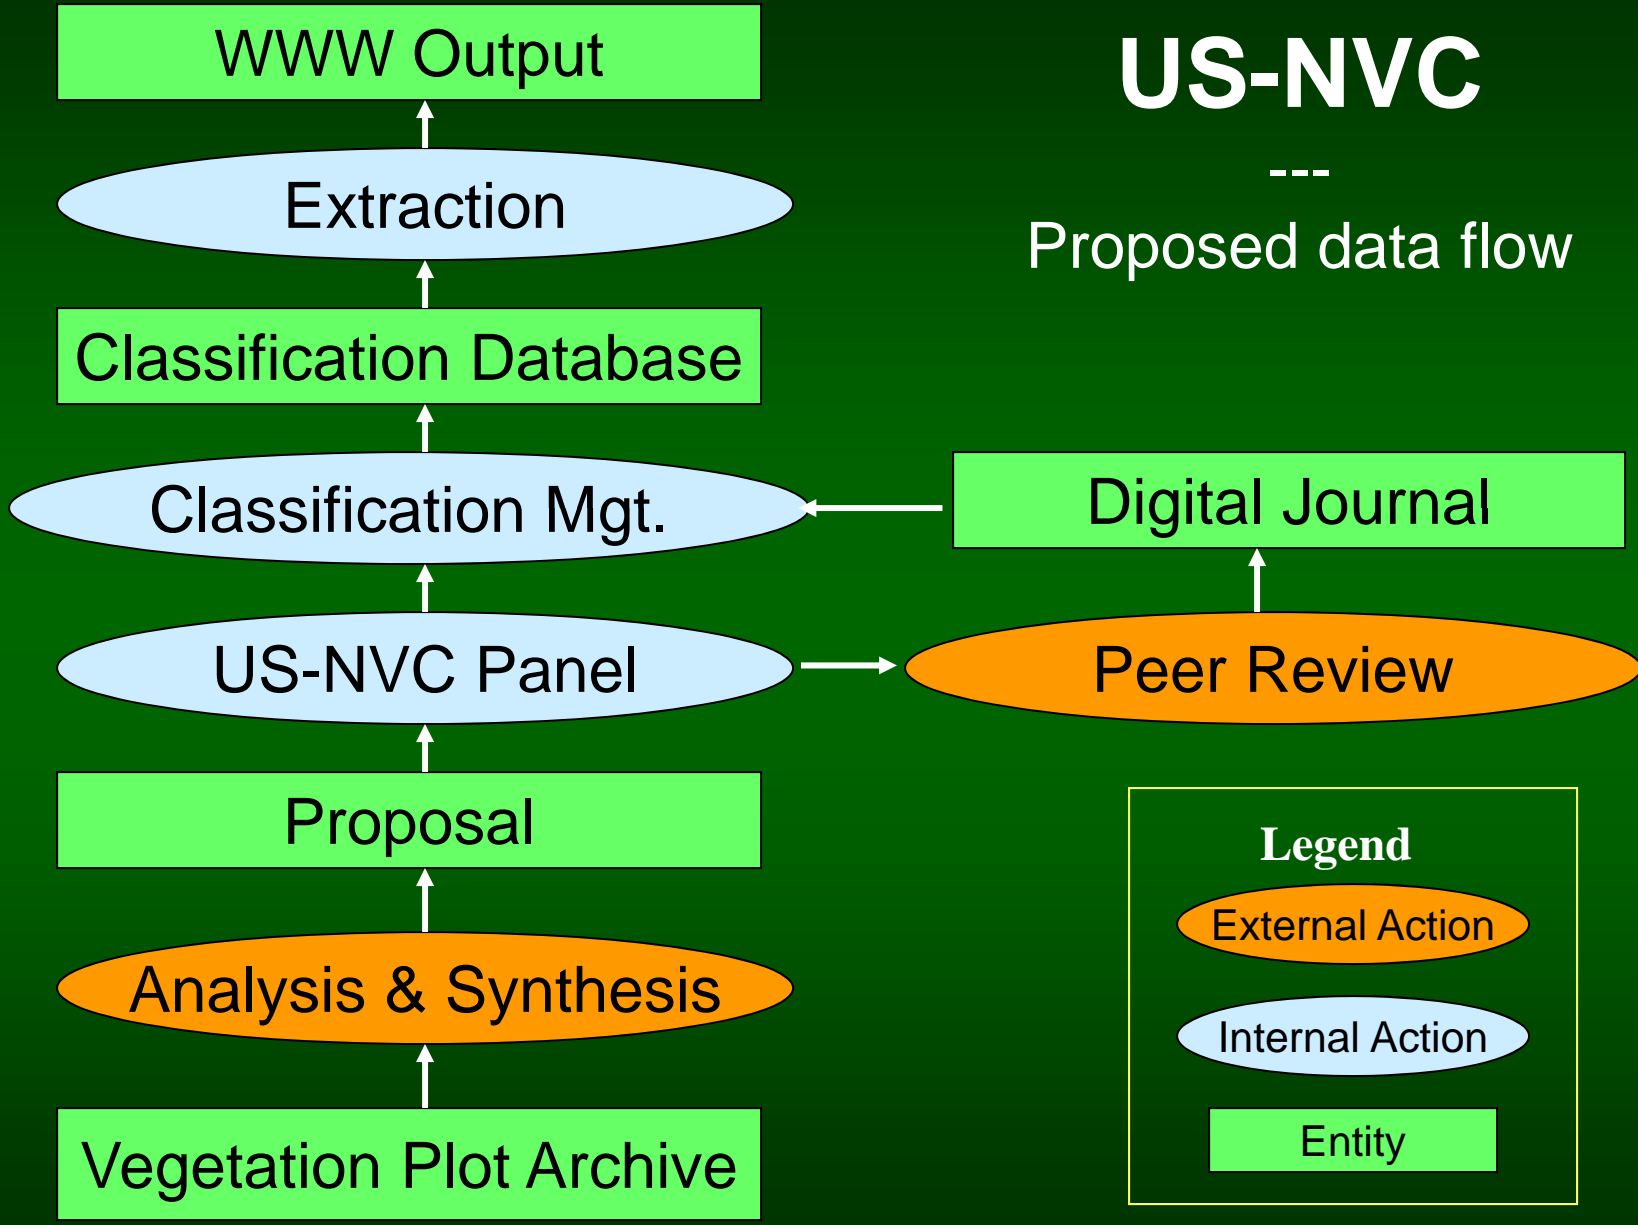 US-NVC
---
Proposed data flow
WWW Output
Extraction
Classification Database
Classification Mgt.
Digital Journal
US-NVC Panel
Peer Review
Proposal
Analysis & Synthesis
Vegetation Plot Archive
Legend
External Action
Internal Action
Entity